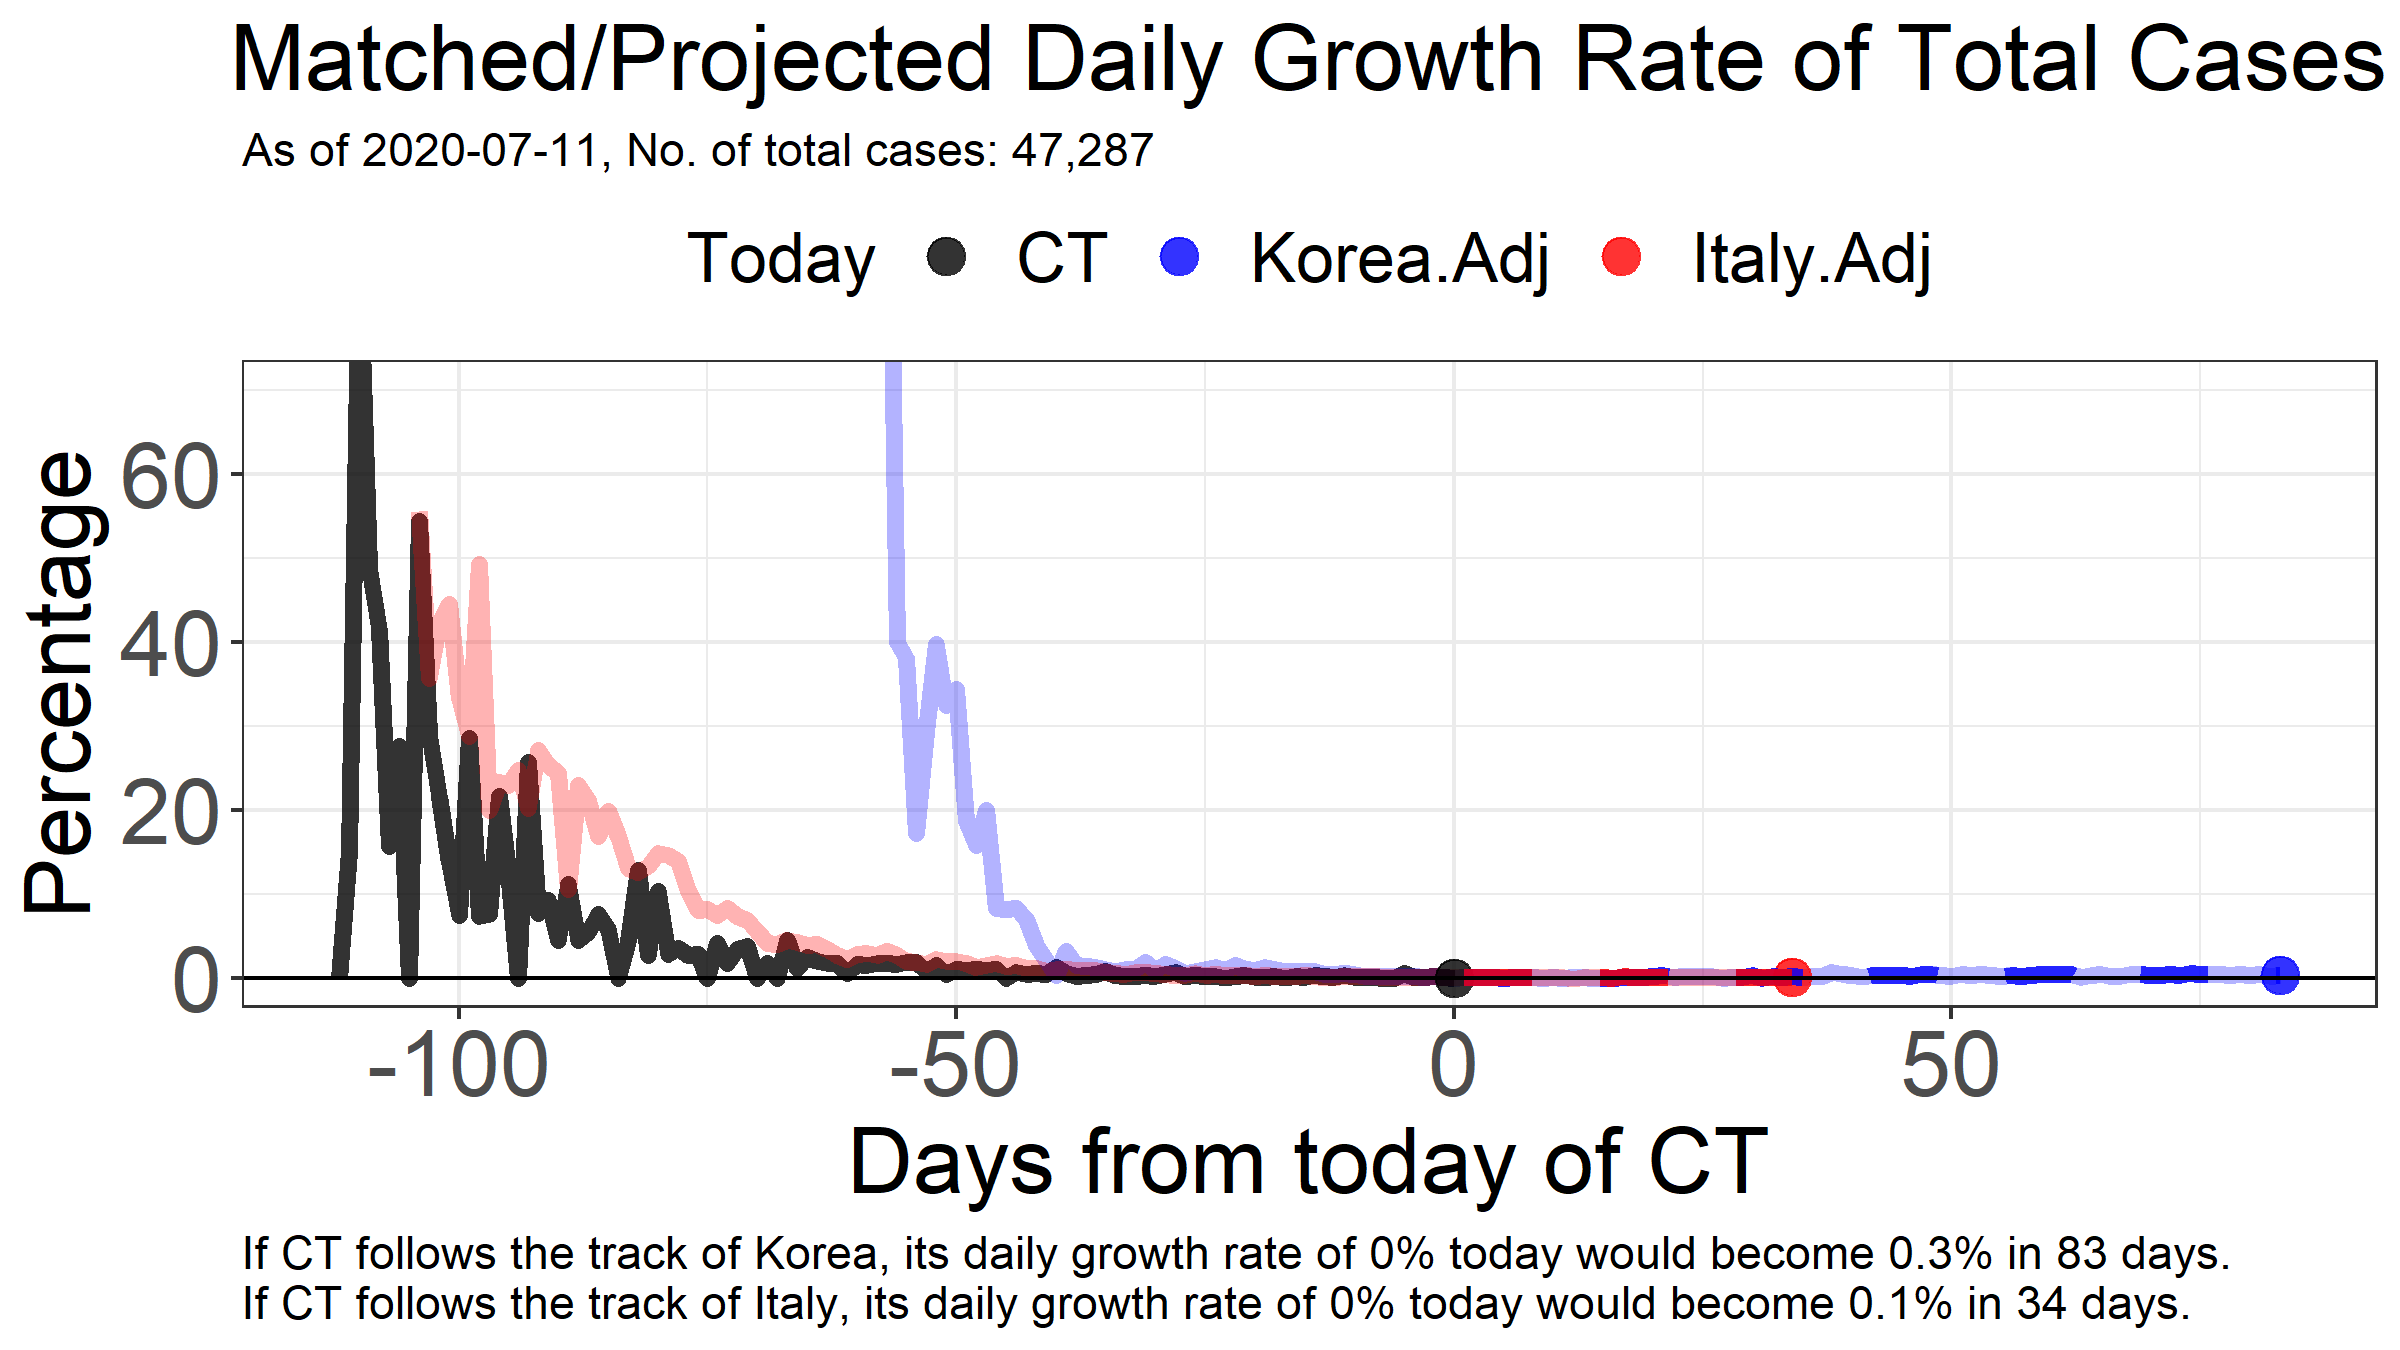 Matched/Projected Daily Growth Rate of Total Cases
As of 2020-07-11, No. of total cases: 47,287
Today CT Korea.Adj Italy.Adj
Percentage
60
40
20
0
-100 -50 0 50
Days from today of CT
If CT follows the track of Korea, its daily growth rate of 0% today would become 0.3% in 83 days.
If CT follows the track of Italy, its daily growth rate of 0% today would become 0.1% in 34 days.